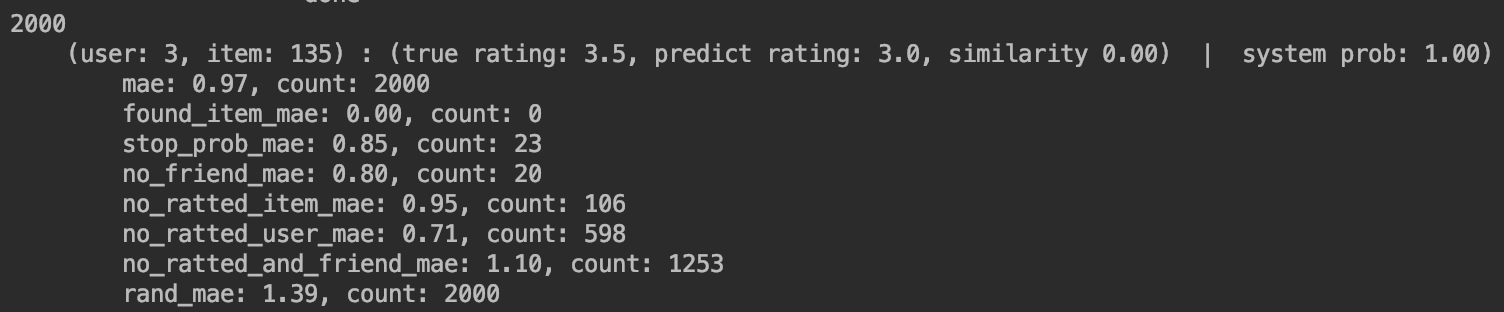 done
2000
(user: 3, item: 135) : (true rating: 3.5, predict rating: 3.0, similarity 0.00)  |  system prob: 1.00)
mae: 0.97, count: 2000
found_item_mae: 0.00, count: 0
stop_prob_mae: 0.85, count: 23
no_friend_mae: 0.80, count: 20
no_ratted_item_mae: 0.95, count: 106
no_ratted_user_mae: 0.71, count: 598
no_ratted_and_friend_mae: 1.10, count: 1253
rand_mae: 1.39, count: 2000